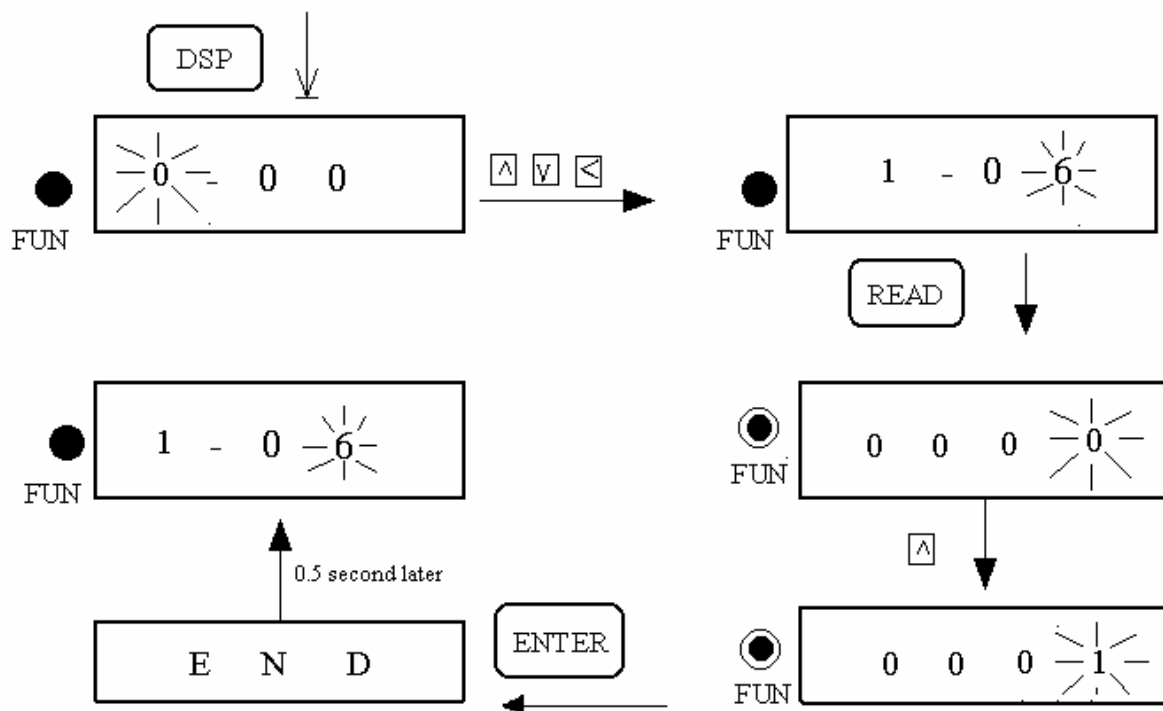 DSP
0 - 0 0
FUN
^ v <
1 - 0 6
FUN
READ
0 0 0 0
FUN
^
0 0 0 1
FUN
ENTER
E N D
0.5 second later
1 - 0 6
FUN